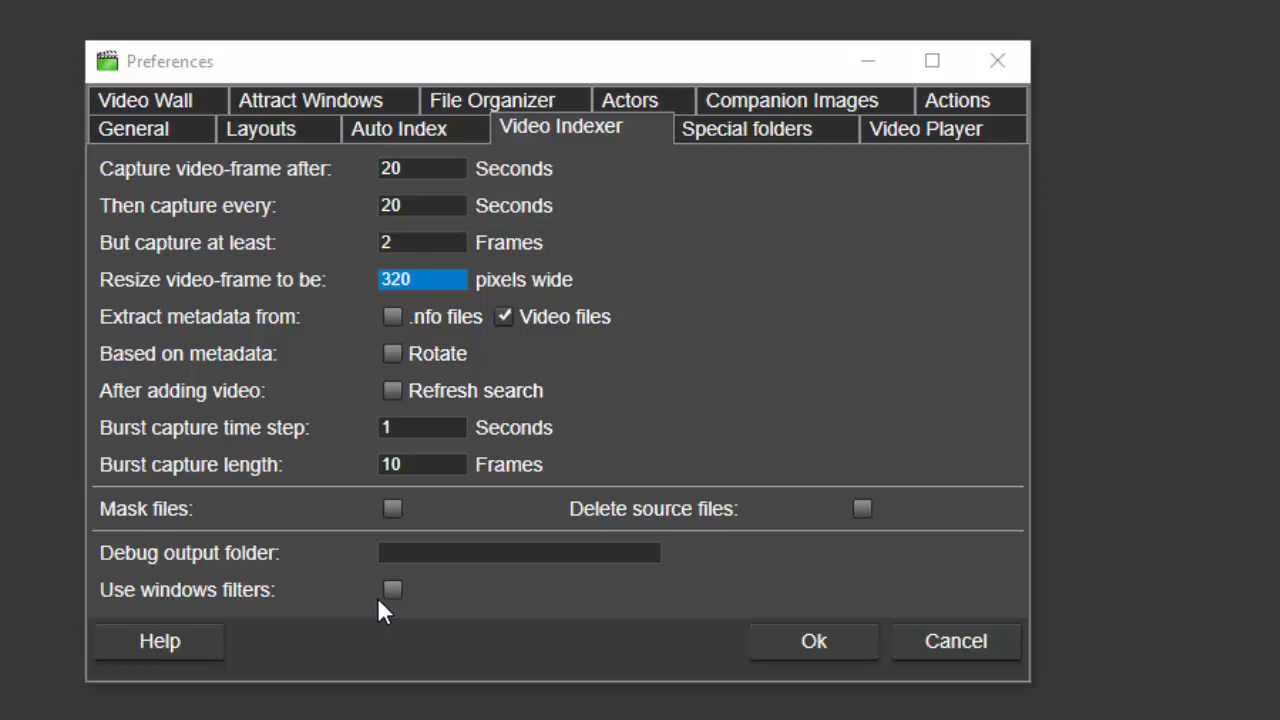 Preferences
Video Wall Attract Windows File Organizer Actors Companion Images Actions
General Layouts Auto Index Video Indexer Special folders Video Player
Capture video-frame after: 20 Seconds
Then capture every: 20 Seconds
But capture at least: 2 Frames
Resize video-frame to be: 320 pixels wide
Extract metadata from: .nfo files Video files
Based on metadata: Rotate
After adding video: Refresh search
Burst capture time step: 1 Seconds
Burst capture length: 10 Frames
Mask files: Delete source files:
Debug output folder:
Use windows filters:
Help Ok Cancel